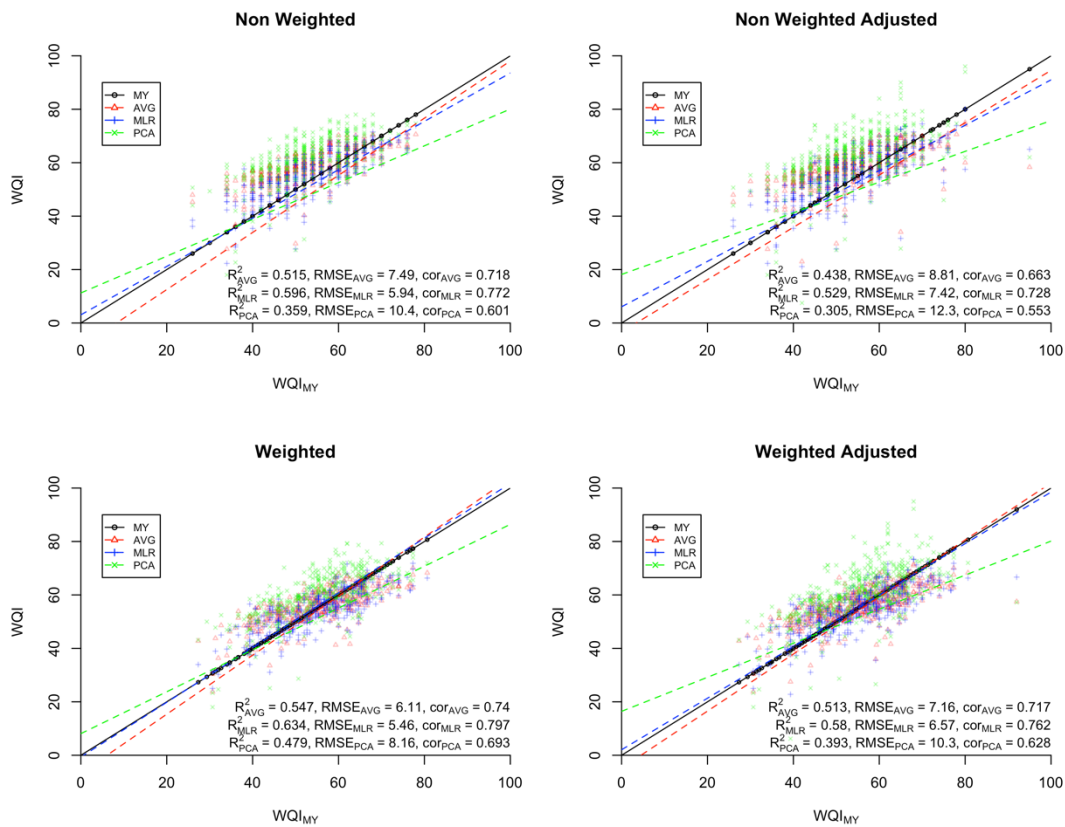 Non Weighted
WQI
0 20 40 60 80 100
MY
AVG
MLR
PCA
R²AVG = 0.515, RMSEAVG = 7.49, corAVG = 0.718
R²MLR = 0.596, RMSEMLR = 5.94, corMLR = 0.772
R²PCA = 0.359, RMSEPCA = 10.4, corPCA = 0.601
0 20 40 60 80 100
WQIMY
Non Weighted Adjusted
WQI
0 20 40 60 80 100
MY
AVG
MLR
PCA
R²AVG = 0.438, RMSEAVG = 8.81, corAVG = 0.663
R²MLR = 0.529, RMSEMLR = 7.42, corMLR = 0.728
R²PCA = 0.305, RMSEPCA = 12.3, corPCA = 0.553
0 20 40 60 80 100
WQIMY
Weighted
WQI
0 20 40 60 80 100
MY
AVG
MLR
PCA
R²AVG = 0.547, RMSEAVG = 6.11, corAVG = 0.74
R²MLR = 0.634, RMSEMLR = 5.46, corMLR = 0.797
R²PCA = 0.479, RMSEPCA = 8.16, corPCA = 0.693
0 20 40 60 80 100
WQIMY
Weighted Adjusted
WQI
0 20 40 60 80 100
MY
AVG
MLR
PCA
R²AVG = 0.513, RMSEAVG = 7.16, corAVG = 0.717
R²MLR = 0.58, RMSEMLR = 6.57, corMLR = 0.762
R²PCA = 0.393, RMSEPCA = 10.3, corPCA = 0.628
0 20 40 60 80 100
WQIMY